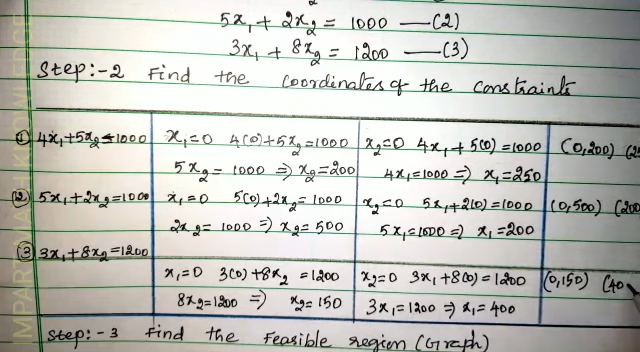 5x₁ + 2x₂ = 1000 —(2)
3x₁ + 8x₂ = 1200 —(3)
Step:-2 Find the coordinates of the constraints
① 4x₁+5x₂=1000 x₁=0 4(0)+5x₂=1000 x₂=0 4x₁+5(0)=1000 (0,200)
5x₂ = 1000 ⇒ x₂=200 4x₁=1000 ⇒ x₁=250
② 5x₁+2x₂=1000 x₁=0 5(0)+2x₂=1000 x₂=0 5x₁+2(0)=1000 (0,500) (200
2x₂ = 1000 ⇒ x₂=500 5x₁=1000 ⇒ x₁=200
③ 3x₁+8x₂=1200
x₁=0 3(0)+8x₂=1200 x₂=0 3x₁+8(0)=1200 (0,150) (40
8x₂=1200 ⇒ x₂=150 3x₁=1200 ⇒ x₁=400
Step:-3 Find the Feasible region (Graph)